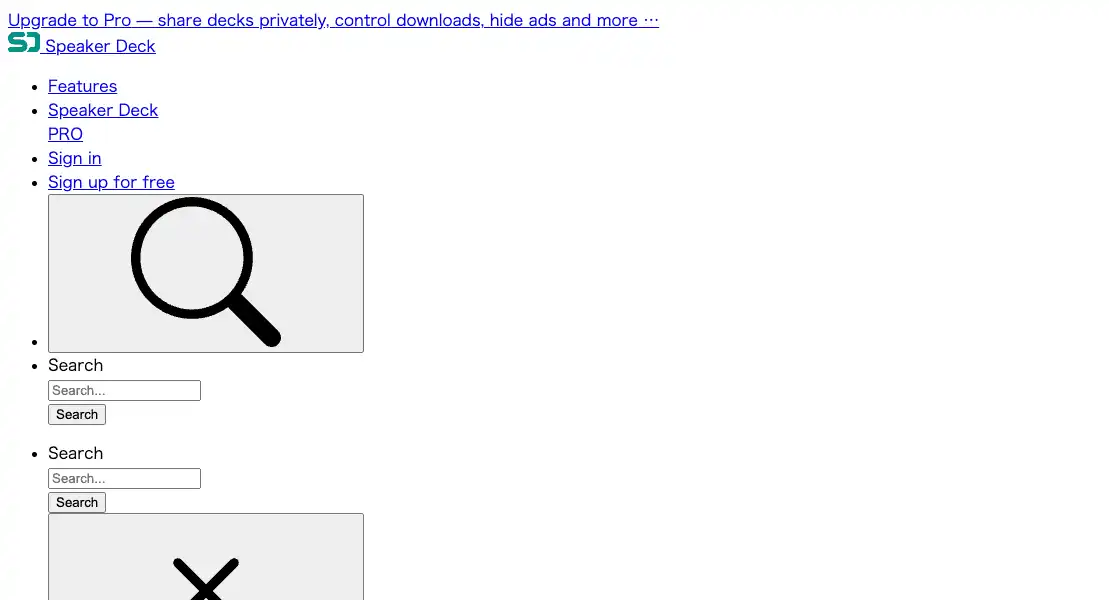 Upgrade to Pro — share decks privately, control downloads, hide ads and more …
Speaker Deck
Features
Speaker Deck
PRO
Sign in
Sign up for free
Search
Search...
Search
Search
Search...
Search